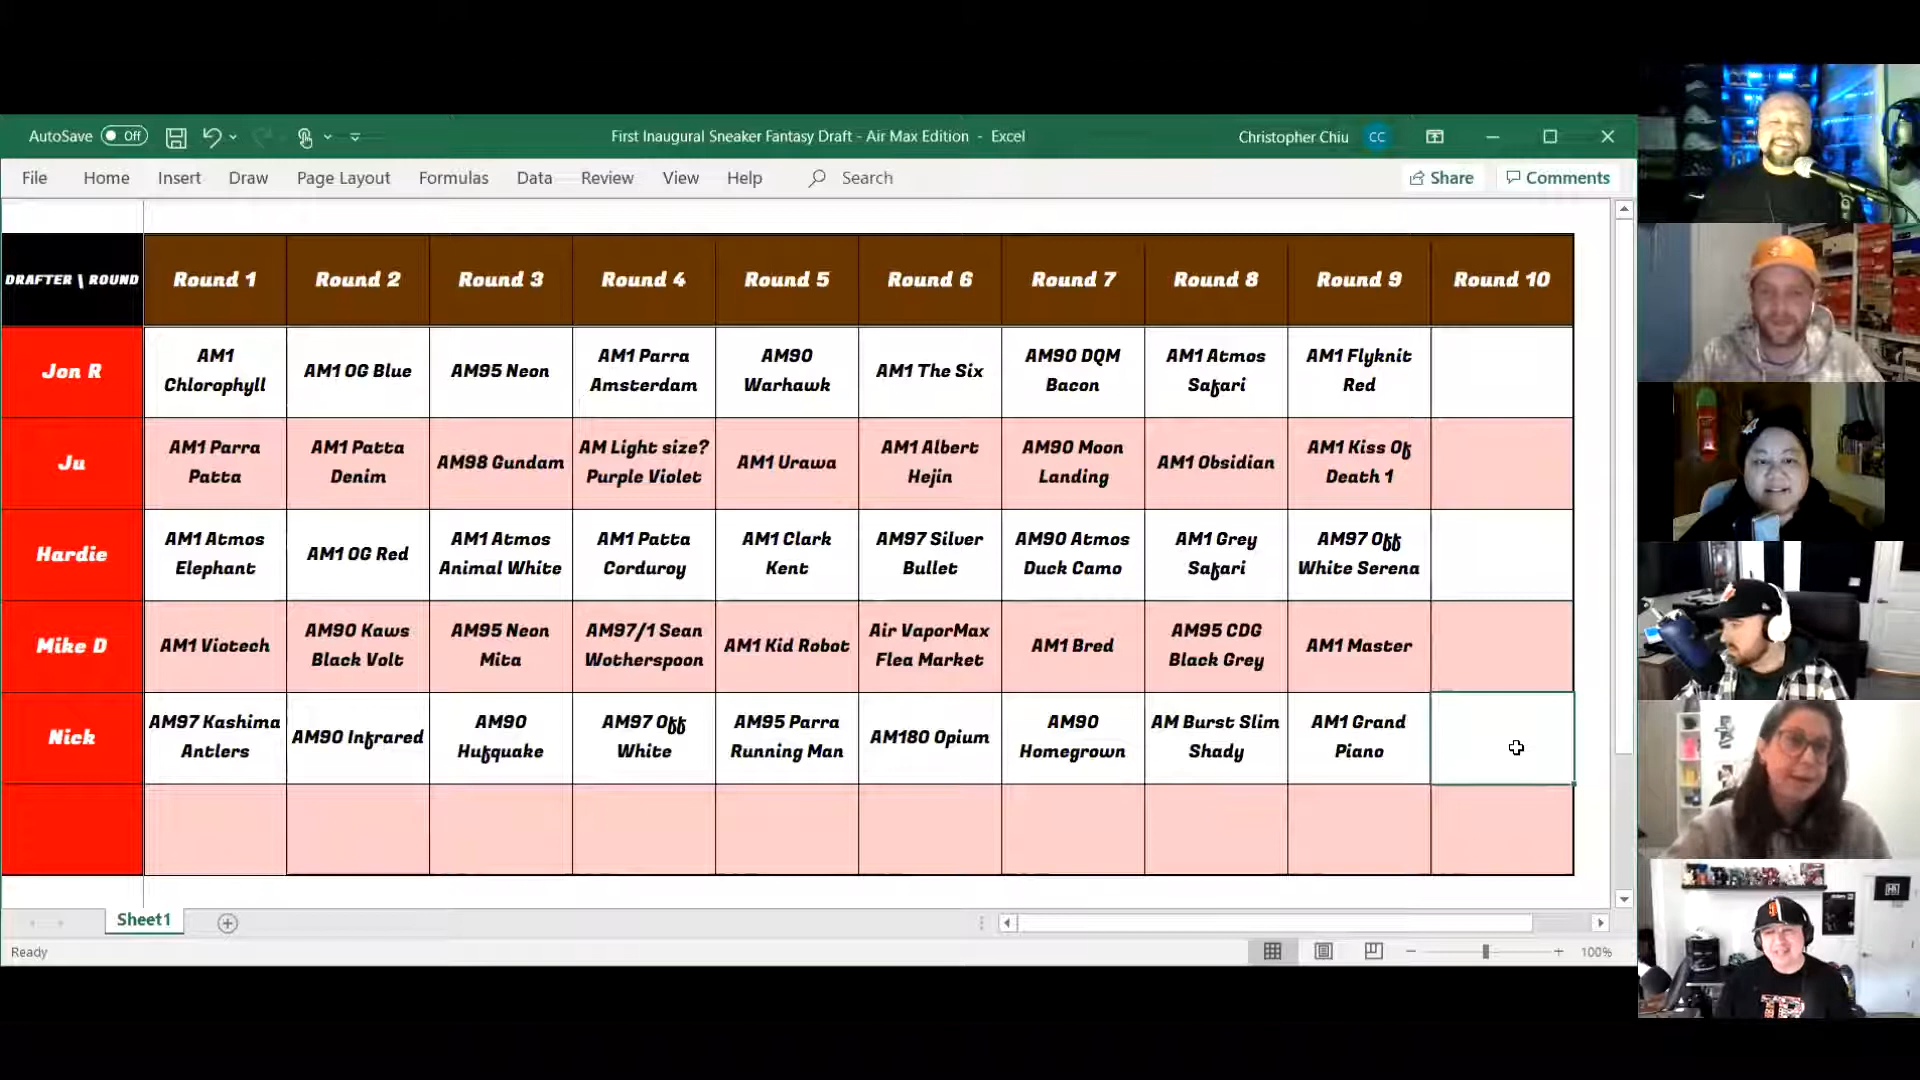 AutoSave Off
First Inaugural Sneaker Fantasy Draft - Air Max Edition - Excel
Christopher Chiu CC
File Home Insert Draw Page Layout Formulas Data Review View Help Search
Share Comments
DRAFTER \ ROUND Round 1 Round 2 Round 3 Round 4 Round 5 Round 6 Round 7 Round 8 Round 9 Round 10
Jon R
AM1
Chlorophyll
AM1 OG Blue
AM95 Neon
AM1 Parra
Amsterdam
AM90
Warhawk
AM1 The Six
AM90 DQM
Bacon
AM1 Atmos
Safari
AM1 Flyknit
Red
Ju
AM1 Parra
Patta
AM1 Patta
Denim
AM98 Gundam
AM Light size?
Purple Violet
AM1 Urawa
AM1 Albert
Hejin
AM90 Moon
Landing
AM1 Obsidian
AM1 Kiss Of
Death 1
Hardie
AM1 Atmos
Elephant
AM1 OG Red
AM1 Atmos
Animal White
AM1 Patta
Corduroy
AM1 Clark
Kent
AM97 Silver
Bullet
AM90 Atmos
Duck Camo
AM1 Grey
Safari
AM97 Off
White Serena
Mike D
AM1 Viotech
AM90 Kaws
Black Volt
AM95 Neon
Mita
AM97/1 Sean
Wotherspoon
AM1 Kid Robot
Air VaporMax
Flea Market
AM1 Bred
AM95 CDG
Black Grey
AM1 Master
Nick
AM97 Kashima
Antlers
AM90 Infrared
AM90
Hufquake
AM97 Off
White
AM95 Parra
Running Man
AM180 Opium
AM90
Homegrown
AM Burst Slim
Shady
AM1 Grand
Piano
Sheet1
Ready
100%